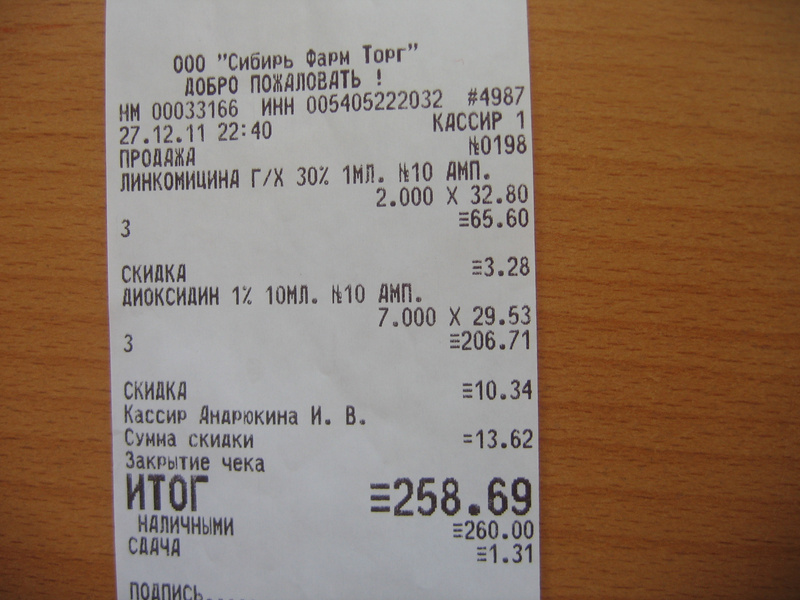 ООО "Сибирь Фарм Торг"
ДОБРО ПОЖАЛОВАТЬ !
НМ 00033166 ИНН 005405222032 #4987
27.12.11 22:40 КАССИР 1
ПРОДАЖА №0198
ЛИНКОМИЦИНА Г/Х 30% 1МЛ. №10 АМП.
2.000 X 32.80
3 ≡65.60
СКИДКА ≡3.28
ДИОКСИДИН 1% 10МЛ. №10 АМП.
7.000 X 29.53
3 ≡206.71
СКИДКА ≡10.34
Кассир Андрюкина И. В.
Сумма скидки =13.62
Закрытие чека
ИТОГ ≡258.69
НАЛИЧНЫМИ ≡260.00
СДАЧА ≡1.31
ПОДПИСЬ